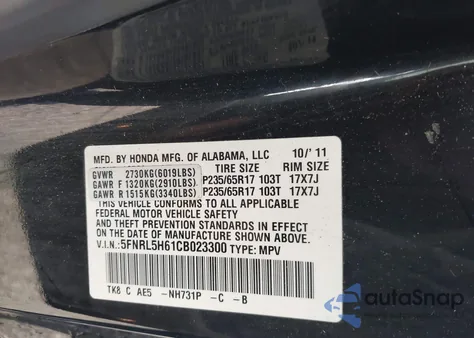 MFD. BY HONDA MFG. OF ALABAMA, LLC 10/'11
TIRE SIZE RIM SIZE
GVWR 2730KG(6019LBS)
GAWR F 1320KG(2910LBS) P235/65R17 103T 17X7J
GAWR R 1515KG(3340LBS) P235/65R17 103T 17X7J
THIS VEHICLE CONFORMS TO ALL APPLICABLE
FEDERAL MOTOR VEHICLE SAFETY, BUMPER, AND
THEFT PREVENTION STANDARDS IN EFFECT
ON THE DATE OF MANUFACTURE SHOWN ABOVE.
V.I.N.:5FNRL5H61CB023300 TYPE: MPV
TK8 C AE5 -NH731P -C -B
autoSnap